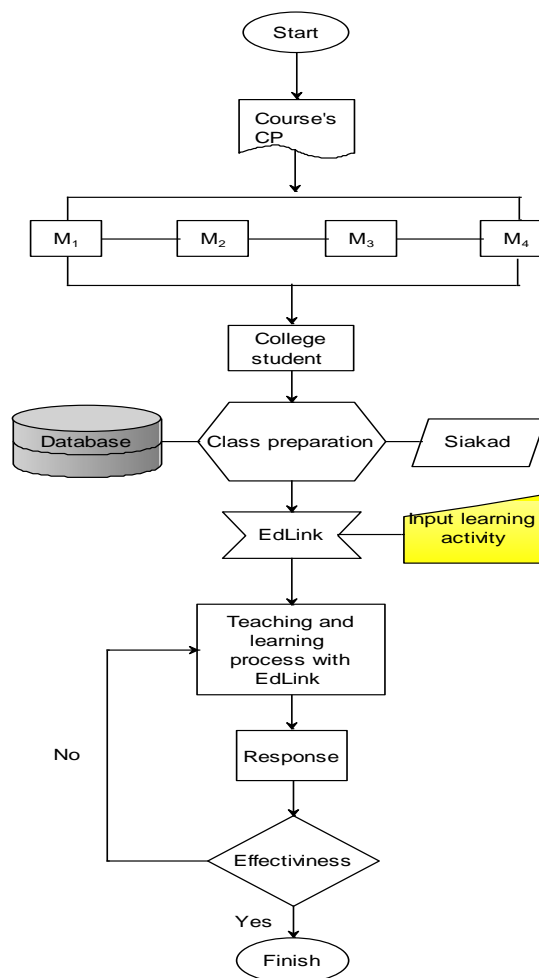 Start
Course's
CP
M₁
M₂
M₃
M₄
College
student
Database
Class preparation
Siakad
EdLink
Input learning
activity
Teaching and
learning
process with
EdLink
No
Response
Effectiviness
Yes
Finish